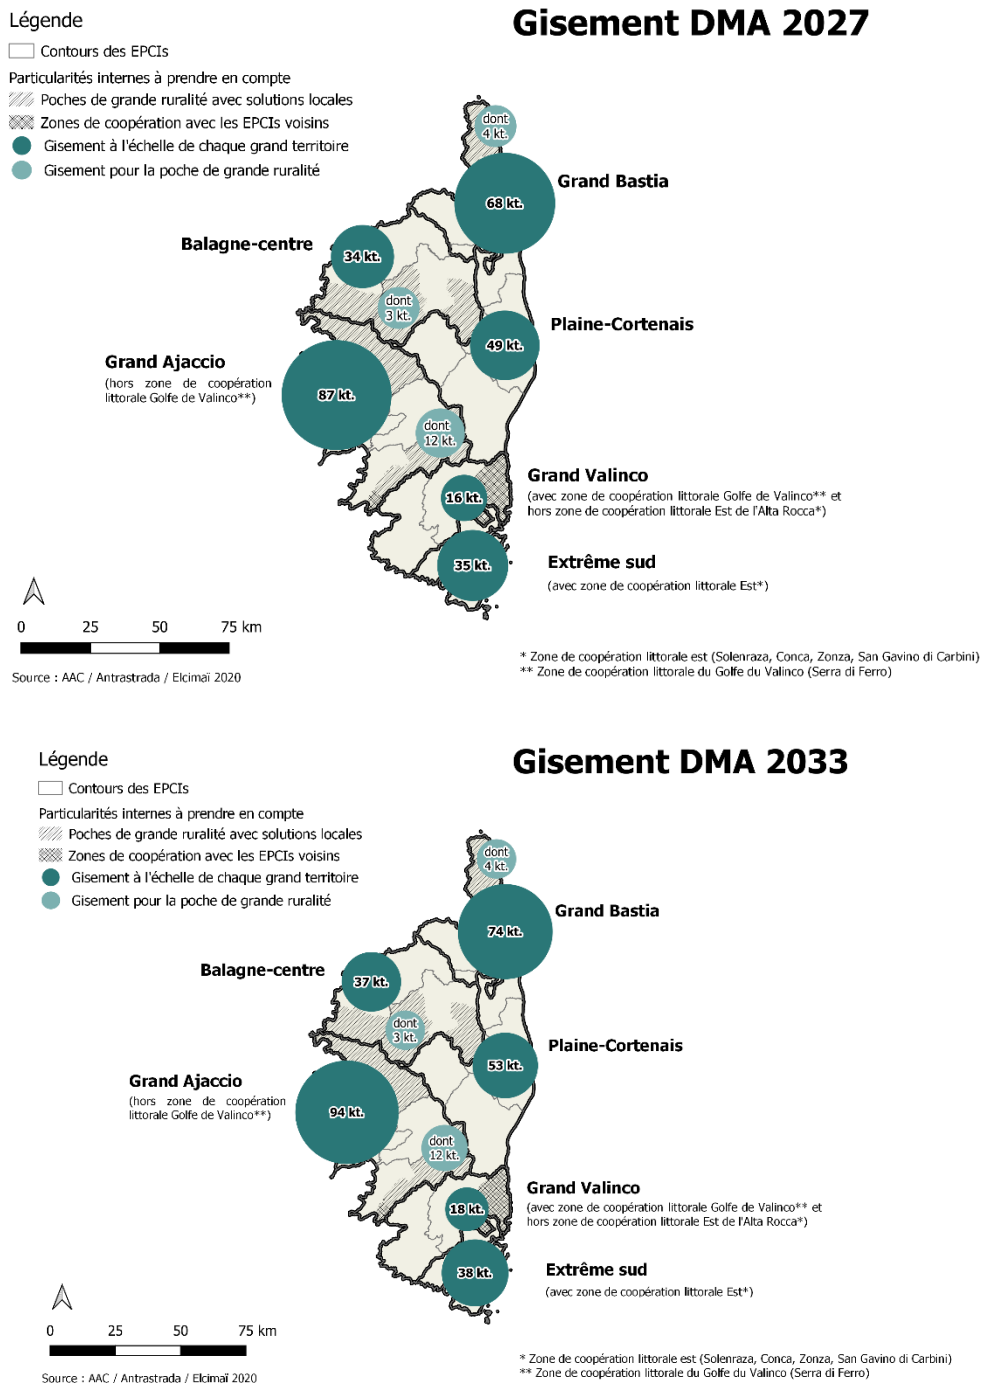 Gisement DMA 2027
Légende
Contours des EPCIs
Particularités internes à prendre en compte
Poches de grande ruralité avec solutions locales
Zones de coopération avec les EPCIs voisins
Gisement à l'échelle de chaque grand territoire
Gisement pour la poche de grande ruralité
dont
4 kt.
Grand Bastia
68 kt.
Balagne-centre
34 kt.
dont
3 kt.
Plaine-Cortenais
49 kt.
Grand Ajaccio
(hors zone de coopération
littorale Golfe de Valinco**)
87 kt.
dont
12 kt.
Grand Valinco
(avec zone de coopération littorale Golfe de Valinco** et
hors zone de coopération littorale Est de l'Alta Rocca*)
16 kt.
Extrême sud
(avec zone de coopération littorale Est*)
35 kt.
0 25 50 75 km
Source : AAC / Antrastrada / Elcimaï 2020
* Zone de coopération littorale est (Solenraza, Conca, Zonza, San Gavino di Carbini)
** Zone de coopération littorale du Golfe du Valinco (Serra di Ferro)
Gisement DMA 2033
Légende
Contours des EPCIs
Particularités internes à prendre en compte
Poches de grande ruralité avec solutions locales
Zones de coopération avec les EPCIs voisins
Gisement à l'échelle de chaque grand territoire
Gisement pour la poche de grande ruralité
dont
4 kt.
Grand Bastia
74 kt.
Balagne-centre
37 kt.
dont
3 kt.
Plaine-Cortenais
53 kt.
Grand Ajaccio
(hors zone de coopération
littorale Golfe de Valinco**)
94 kt.
dont
12 kt.
Grand Valinco
(avec zone de coopération littorale Golfe de Valinco** et
hors zone de coopération littorale Est de l'Alta Rocca*)
18 kt.
Extrême sud
(avec zone de coopération littorale Est*)
38 kt.
0 25 50 75 km
Source : AAC / Antrastrada / Elcimaï 2020
* Zone de coopération littorale est (Solenraza, Conca, Zonza, San Gavino di Carbini)
** Zone de coopération littorale du Golfe du Valinco (Serra di Ferro)